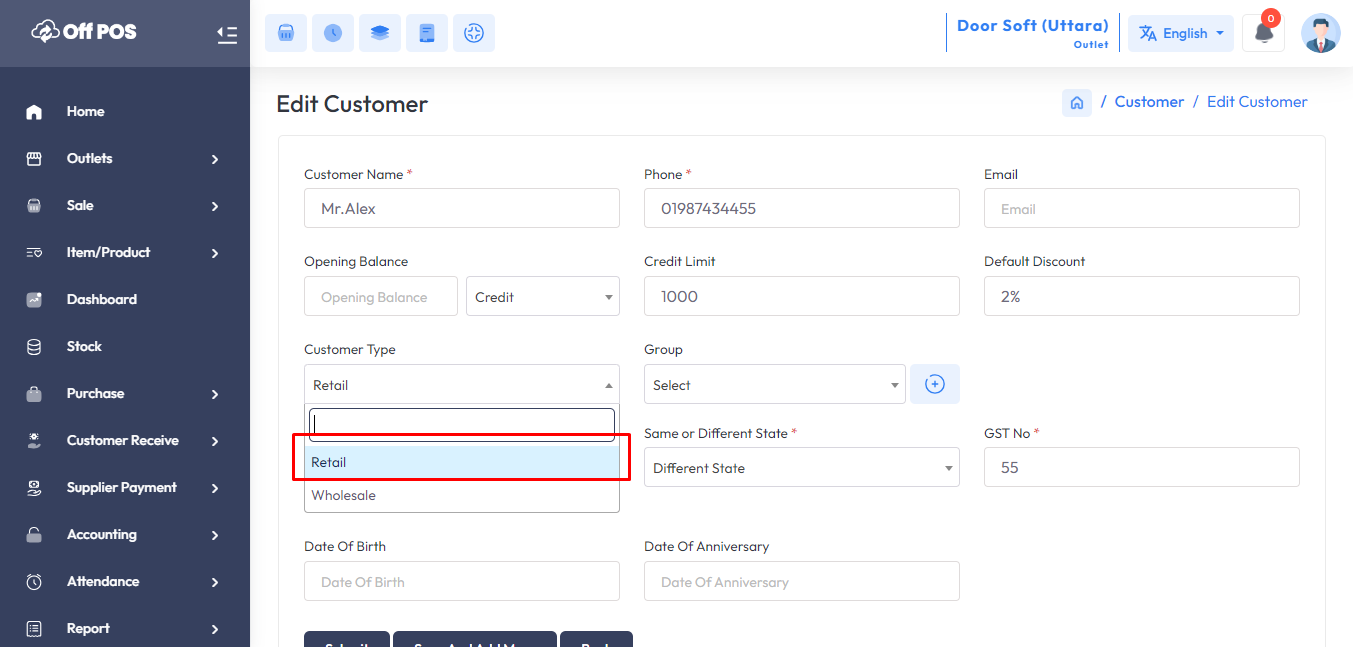 Off POS
Door Soft (Uttara)
Outlet
English
0
Home
Outlets
Sale
Item/Product
Dashboard
Stock
Purchase
Customer Receive
Supplier Payment
Accounting
Attendance
Report
Edit Customer
/ Customer / Edit Customer
Customer Name *
Phone *
Email
Mr.Alex
01987434455
Email
Opening Balance
Credit Limit
Default Discount
Opening Balance
Credit
1000
2%
Customer Type
Group
Retail
Select
Retail
Wholesale
Same or Different State *
GST No *
Different State
55
Date Of Birth
Date Of Anniversary
Date Of Birth
Date Of Anniversary